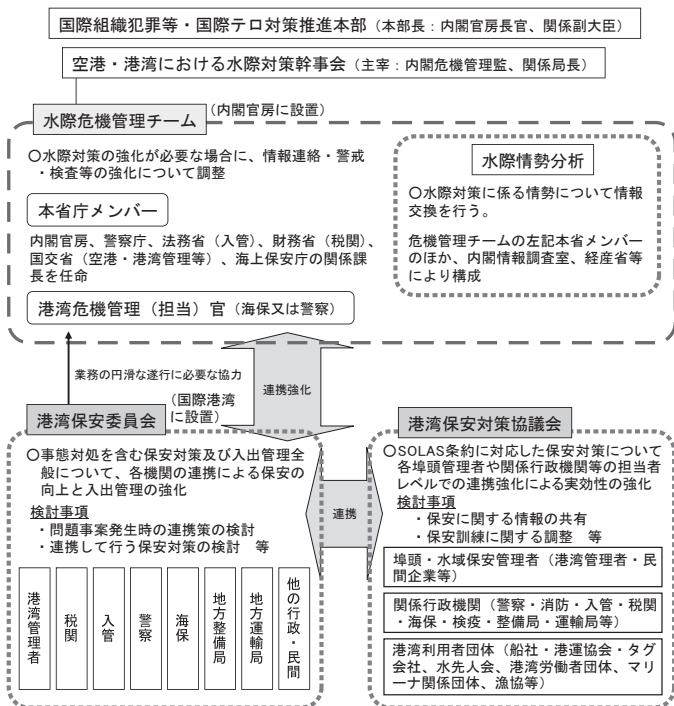 国際組織犯罪等・国際テロ対策推進本部（本部長：内閣官房長官、関係副大臣）
空港・港湾における水際対策幹事会（主宰：内閣危機管理監、関係局長）
水際危機管理チーム
（内閣官房に設置）
○水際対策の強化が必要な場合に、情報連絡・警戒
・検査等の強化について調整
本省庁メンバー
内閣官房、警察庁、法務省（入管）、財務省（税関）、
国交省（空港・港湾管理等）、海上保安庁の関係課
長を任命
港湾危機管理（担当）官（海保又は警察）
水際情勢分析
○水際対策に係る情勢について情報
交換を行う。
危機管理チームの左記本省メンバー
のほか、内閣情報調査室、経産省等
により構成
業務の円滑な遂行に必要な協力
連携強化
港湾保安委員会
（国際港湾
に設置）
○事態対処を含む保安対策及び入出管理全
般について、各機関の連携による保安の
向上と入出管理の強化
検討事項
・問題事案発生時の連携策の検討
・連携して行う保安対策の検討　等
港湾管理者
税関
入管
警察
海保
地方整備局
地方運輸局
他の行政・民間
連携
港湾保安対策協議会
○SOLAS条約に対応した保安対策について
各埠頭管理者や関係行政機関等の担当者
レベルでの連携強化による実効性の強化
検討事項
・保安に関する情報の共有
・保安訓練に関する調整　等
埠頭・水域保安管理者（港湾管理者・民
間企業等）
関係行政機関（警察・消防・入管・税関
・海保・検疫・整備局・運輸局等）
港湾利用者団体（船社・港運協会・タグ
会社、水先人会、港湾労働者団体、マリ
ーナ関係団体、漁協等）